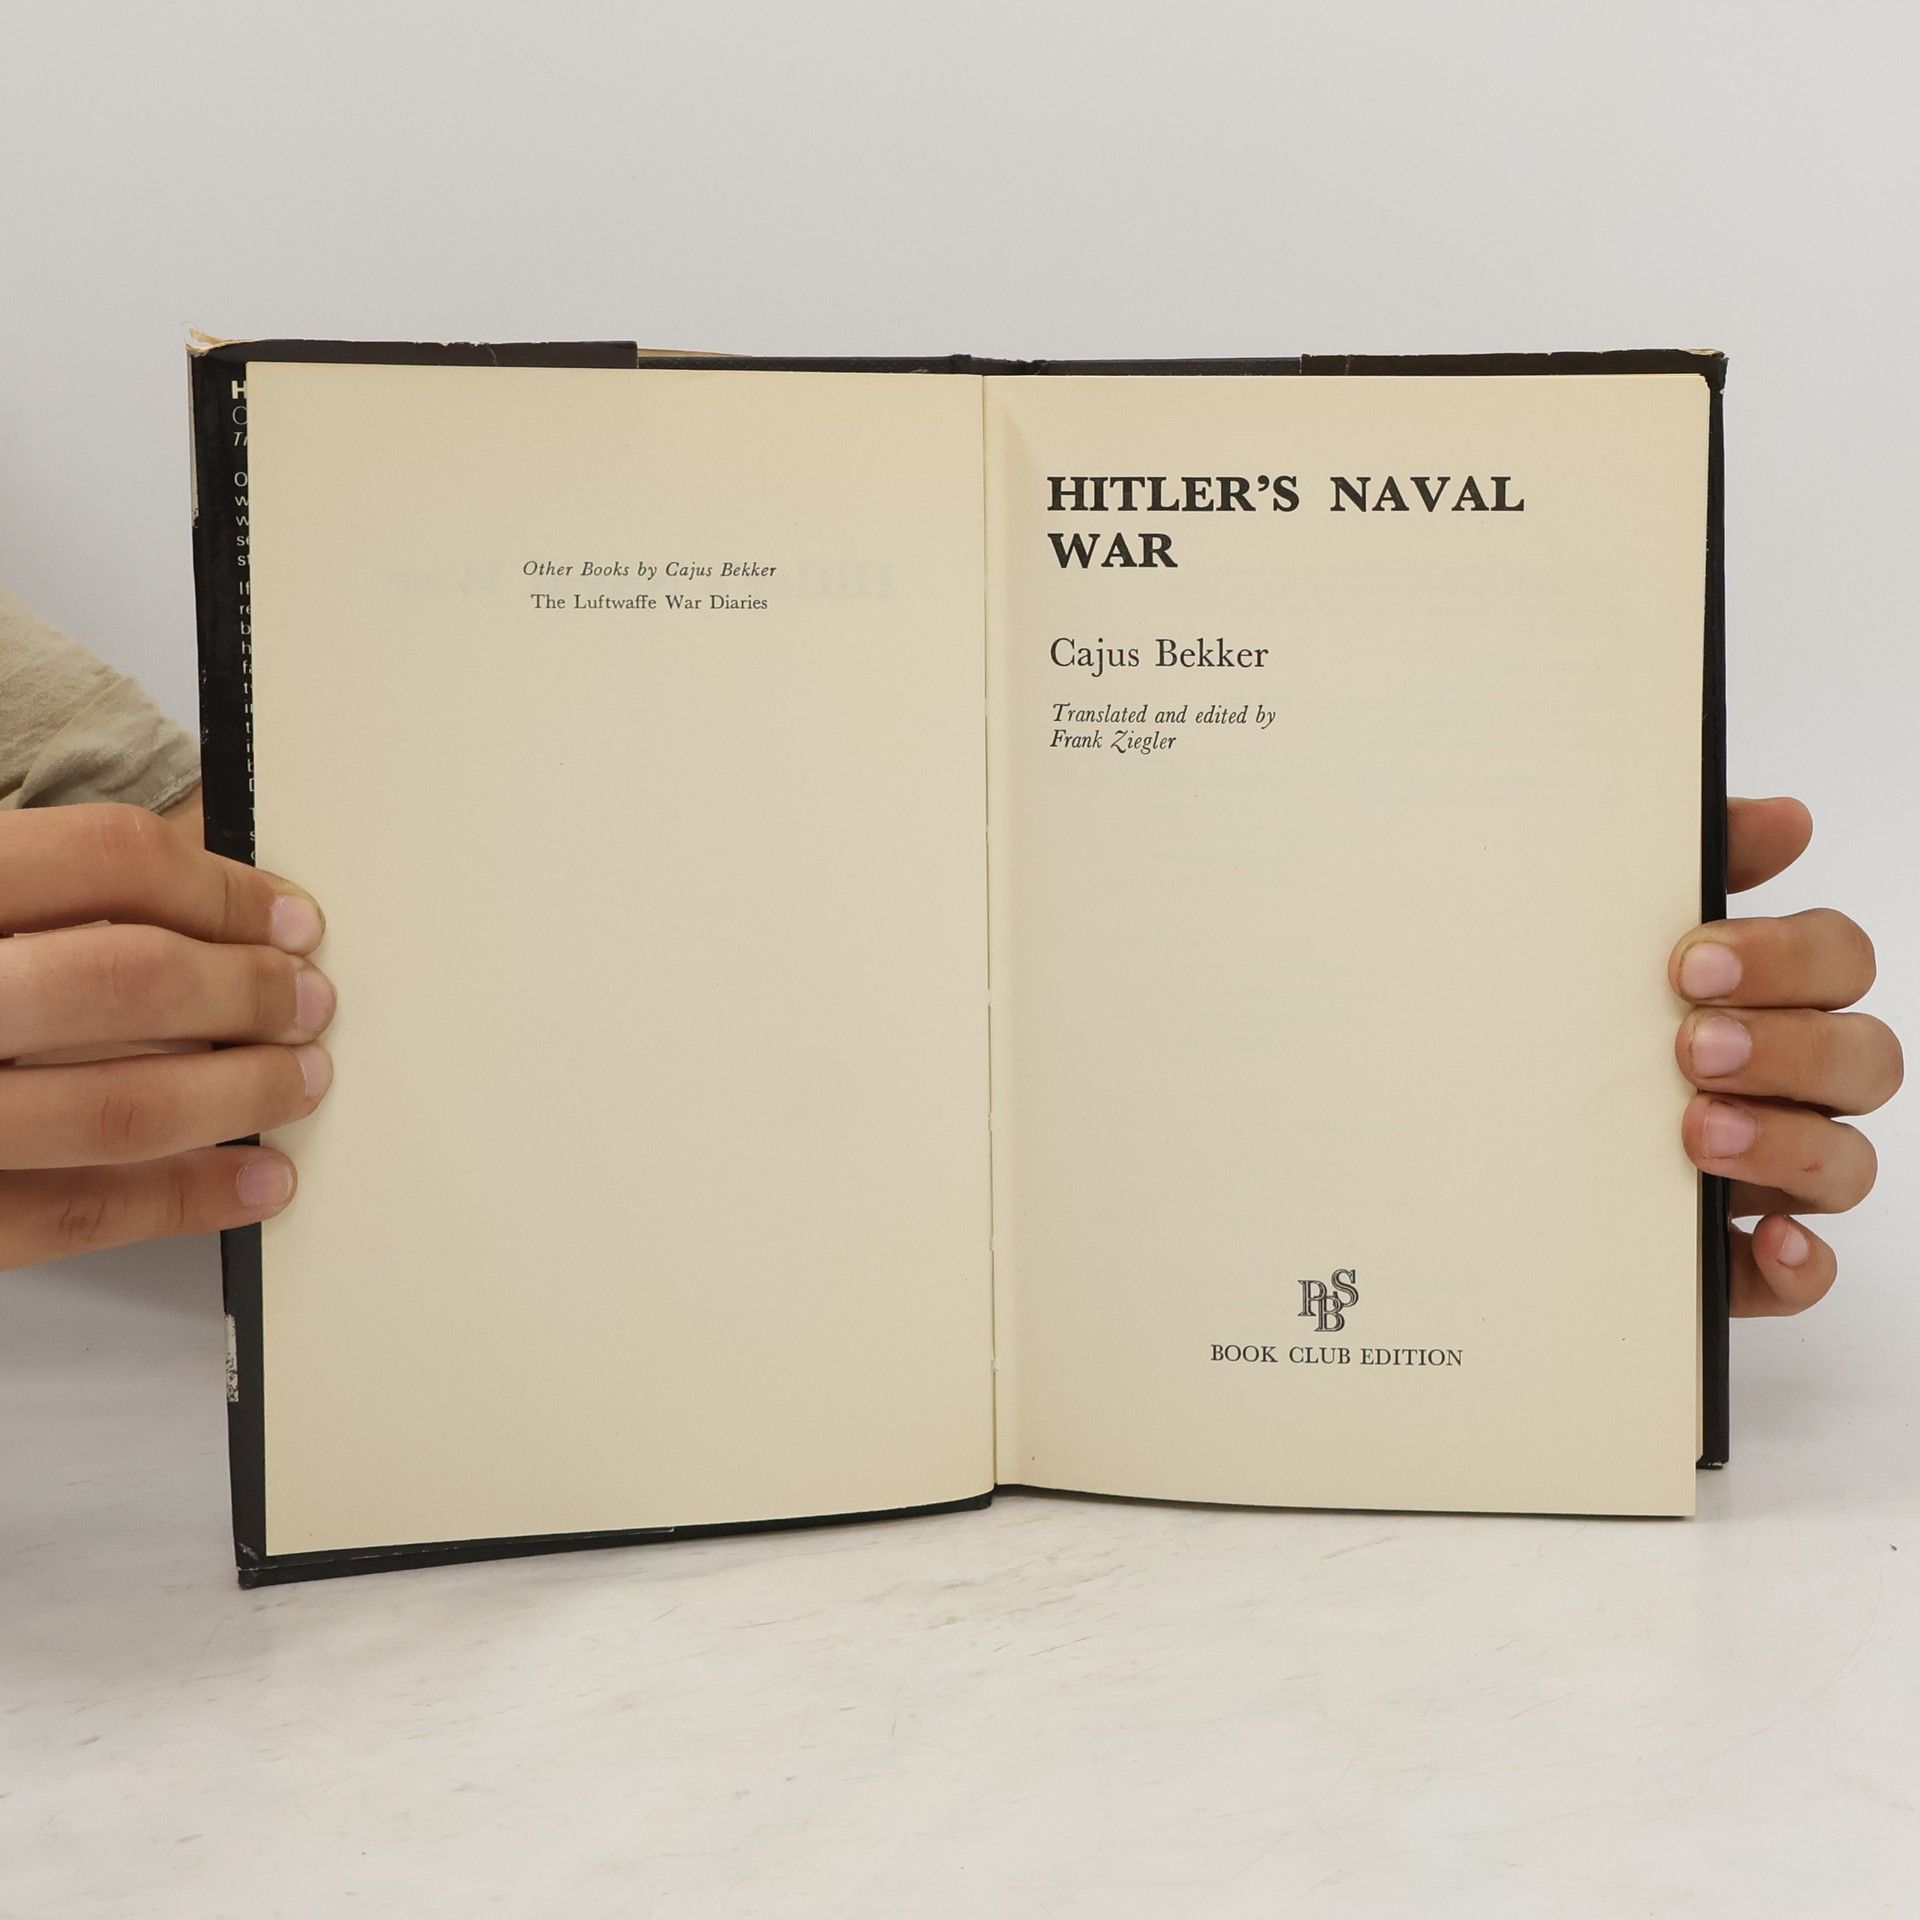 Other Books by Cajus Bekker
The Luftwaffe War Diaries
HITLER'S NAVAL
WAR
Cajus Bekker
Translated and edited by
Frank Ziegler
PBS
BOOK CLUB EDITION